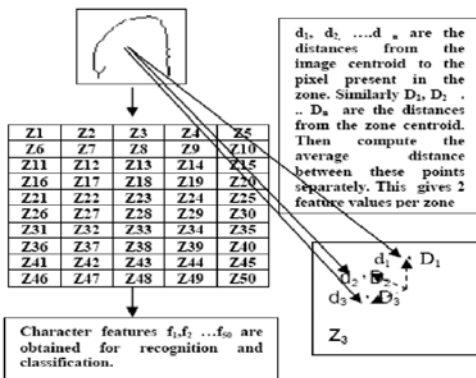 d₁, d₂, ….d ₙ are the
distances from the
image centroid to the
pixel present in the
zone. Similarly D₂, D₂ .
.. Dₙ are the distances
from the zone centroid.
Then compute the
average distance
between these points
separately. This gives 2
feature values per zone
Z1 Z2 Z3 Z4 Z5
Z6 Z7 Z8 Z9 Z10
Z11 Z12 Z13 Z14 Z15
Z16 Z17 Z18 Z19 Z20
Z21 Z22 Z23 Z24 Z25
Z26 Z27 Z28 Z29 Z30
Z31 Z32 Z33 Z34 Z35
Z36 Z37 Z38 Z39 Z40
Z41 Z42 Z43 Z44 Z45
Z46 Z47 Z48 Z49 Z50
d₁ D₁
d₂ D₂
d₃ D₃
Z₃
Character features f₁,f₂ …f₅₀ are
obtained for recognition and
classification.